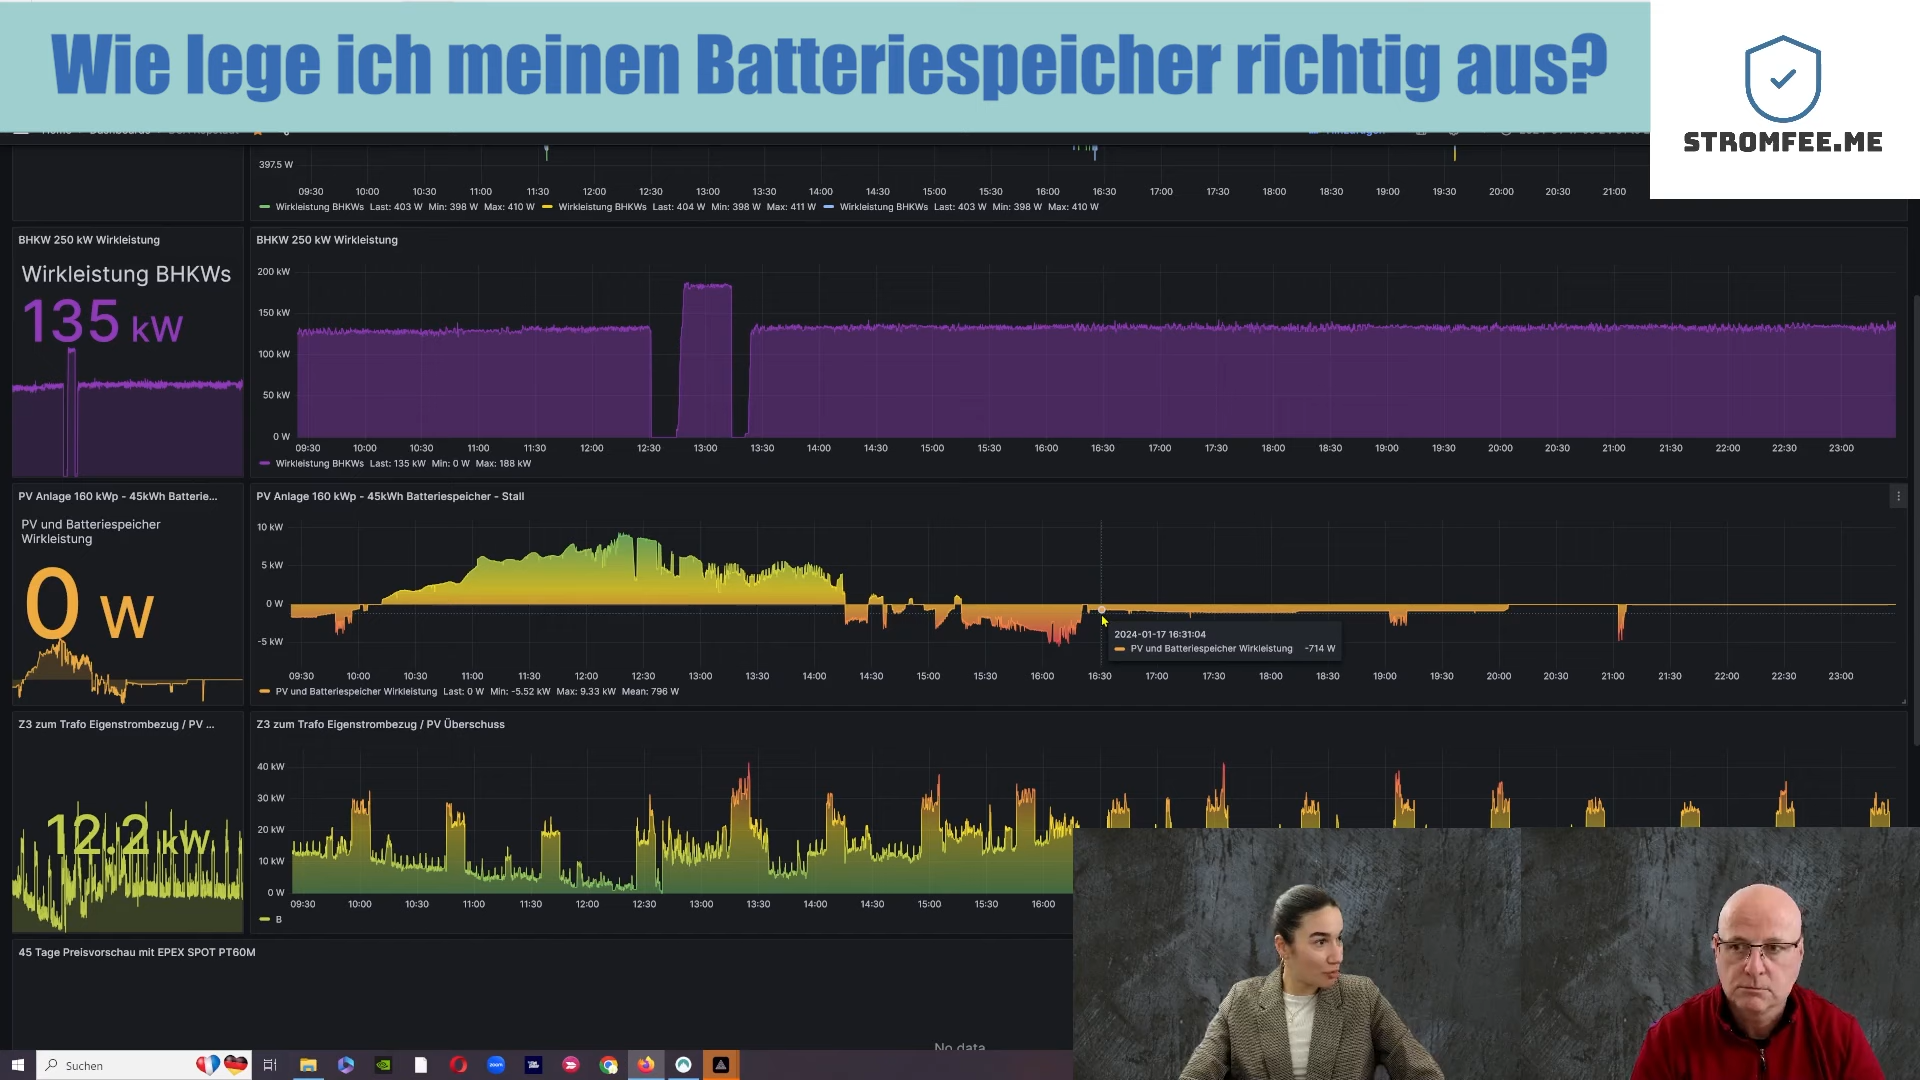 Wie lege ich meinen Batteriespeicher richtig aus?
STROMFEE.ME
397.5 W
09:30 10:00 10:30 11:00 11:30 12:00 12:30 13:00 13:30 14:00 14:30 15:00 15:30 16:00 16:30 17:00 17:30 18:00 18:30 19:00 19:30 20:00 20:30 21:00
Wirkleistung BHKWs Last: 403 W Min: 398 W Max: 410 W Wirkleistung BHKWs Last: 404 W Min: 398 W Max: 411 W Wirkleistung BHKWs Last: 403 W Min: 398 W Max: 410 W
BHKW 250 kW Wirkleistung
Wirkleistung BHKWs
135 kW
BHKW 250 kW Wirkleistung
200 kW
150 kW
100 kW
50 kW
0 W
09:30 10:00 10:30 11:00 11:30 12:00 12:30 13:00 13:30 14:00 14:30 15:00 15:30 16:00 16:30 17:00 17:30 18:00 18:30 19:00 19:30 20:00 20:30 21:00 21:30 22:00 22:30 23:00
Wirkleistung BHKWs Last: 135 kW Min: 0 W Max: 188 kW
PV Anlage 160 kWp - 45kWh Batterie...
PV und Batteriespeicher
Wirkleistung
0 W
PV Anlage 160 kWp - 45kWh Batteriespeicher - Stall
10 kW
5 kW
0 W
-5 kW
2024-01-17 16:31:04
PV und Batteriespeicher Wirkleistung -714 W
09:30 10:00 10:30 11:00 11:30 12:00 12:30 13:00 13:30 14:00 14:30 15:00 15:30 16:00 16:30 17:00 17:30 18:00 18:30 19:00 19:30 20:00 20:30 21:00 21:30 22:00 22:30 23:00
PV und Batteriespeicher Wirkleistung Last: 0 W Min: -5.52 kW Max: 9.33 kW Mean: 796 W
Z3 zum Trafo Eigenstrombezug / PV ...
12.2 kW
Z3 zum Trafo Eigenstrombezug / PV Überschuss
40 kW
30 kW
20 kW
10 kW
0 W
09:30 10:00 10:30 11:00 11:30 12:00 12:30 13:00 13:30 14:00 14:30 15:00 15:30 16:00
B
45 Tage Preisvorschau mit EPEX SPOT PT60M
No data
Suchen